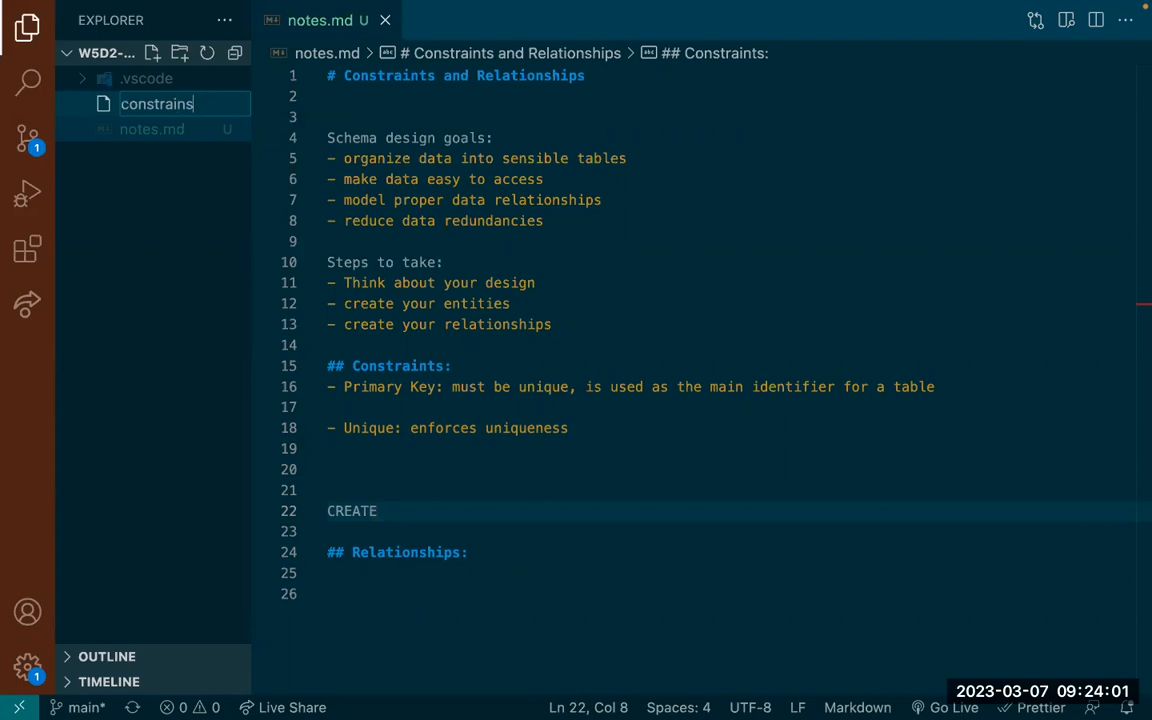 EXPLORER
···
notes.md U
···
W5D2-...
notes.md > # Constraints and Relationships > ## Constraints:
.vscode
constrains
notes.md U
1 # Constraints and Relationships
2
3
4 Schema design goals:
5 - organize data into sensible tables
6 - make data easy to access
7 - model proper data relationships
8 - reduce data redundancies
9
10 Steps to take:
11 - Think about your design
12 - create your entities
13 - create your relationships
14
15 ## Constraints:
16 - Primary Key: must be unique, is used as the main identifier for a table
17
18 - Unique: enforces uniqueness
19
20
21
22 CREATE
23
24 ## Relationships:
25
26
1
1
OUTLINE
TIMELINE
2023-03-07 09:24:01
main* 0 0 Live Share Ln 22, Col 8 Spaces: 4 UTF-8 LF Markdown Go Live Prettier